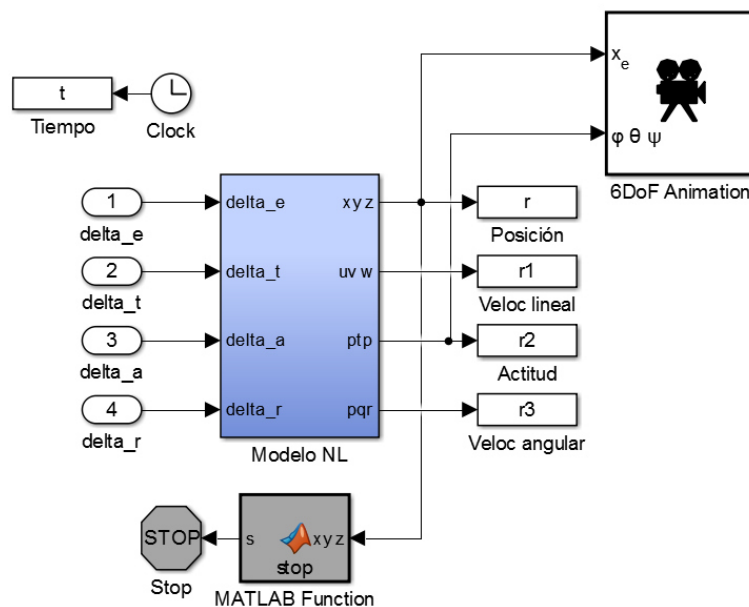 x_e
φ θ ψ
6DoF Animation
t
Tiempo
Clock
1
delta_e
2
delta_t
3
delta_a
4
delta_r
delta_e
delta_t
delta_a
delta_r
xyz
uvw
ptp
pqr
Modelo NL
r
Posición
r1
Veloc lineal
r2
Actitud
r3
Veloc angular
STOP
Stop
s
xyz
stop
MATLAB Function